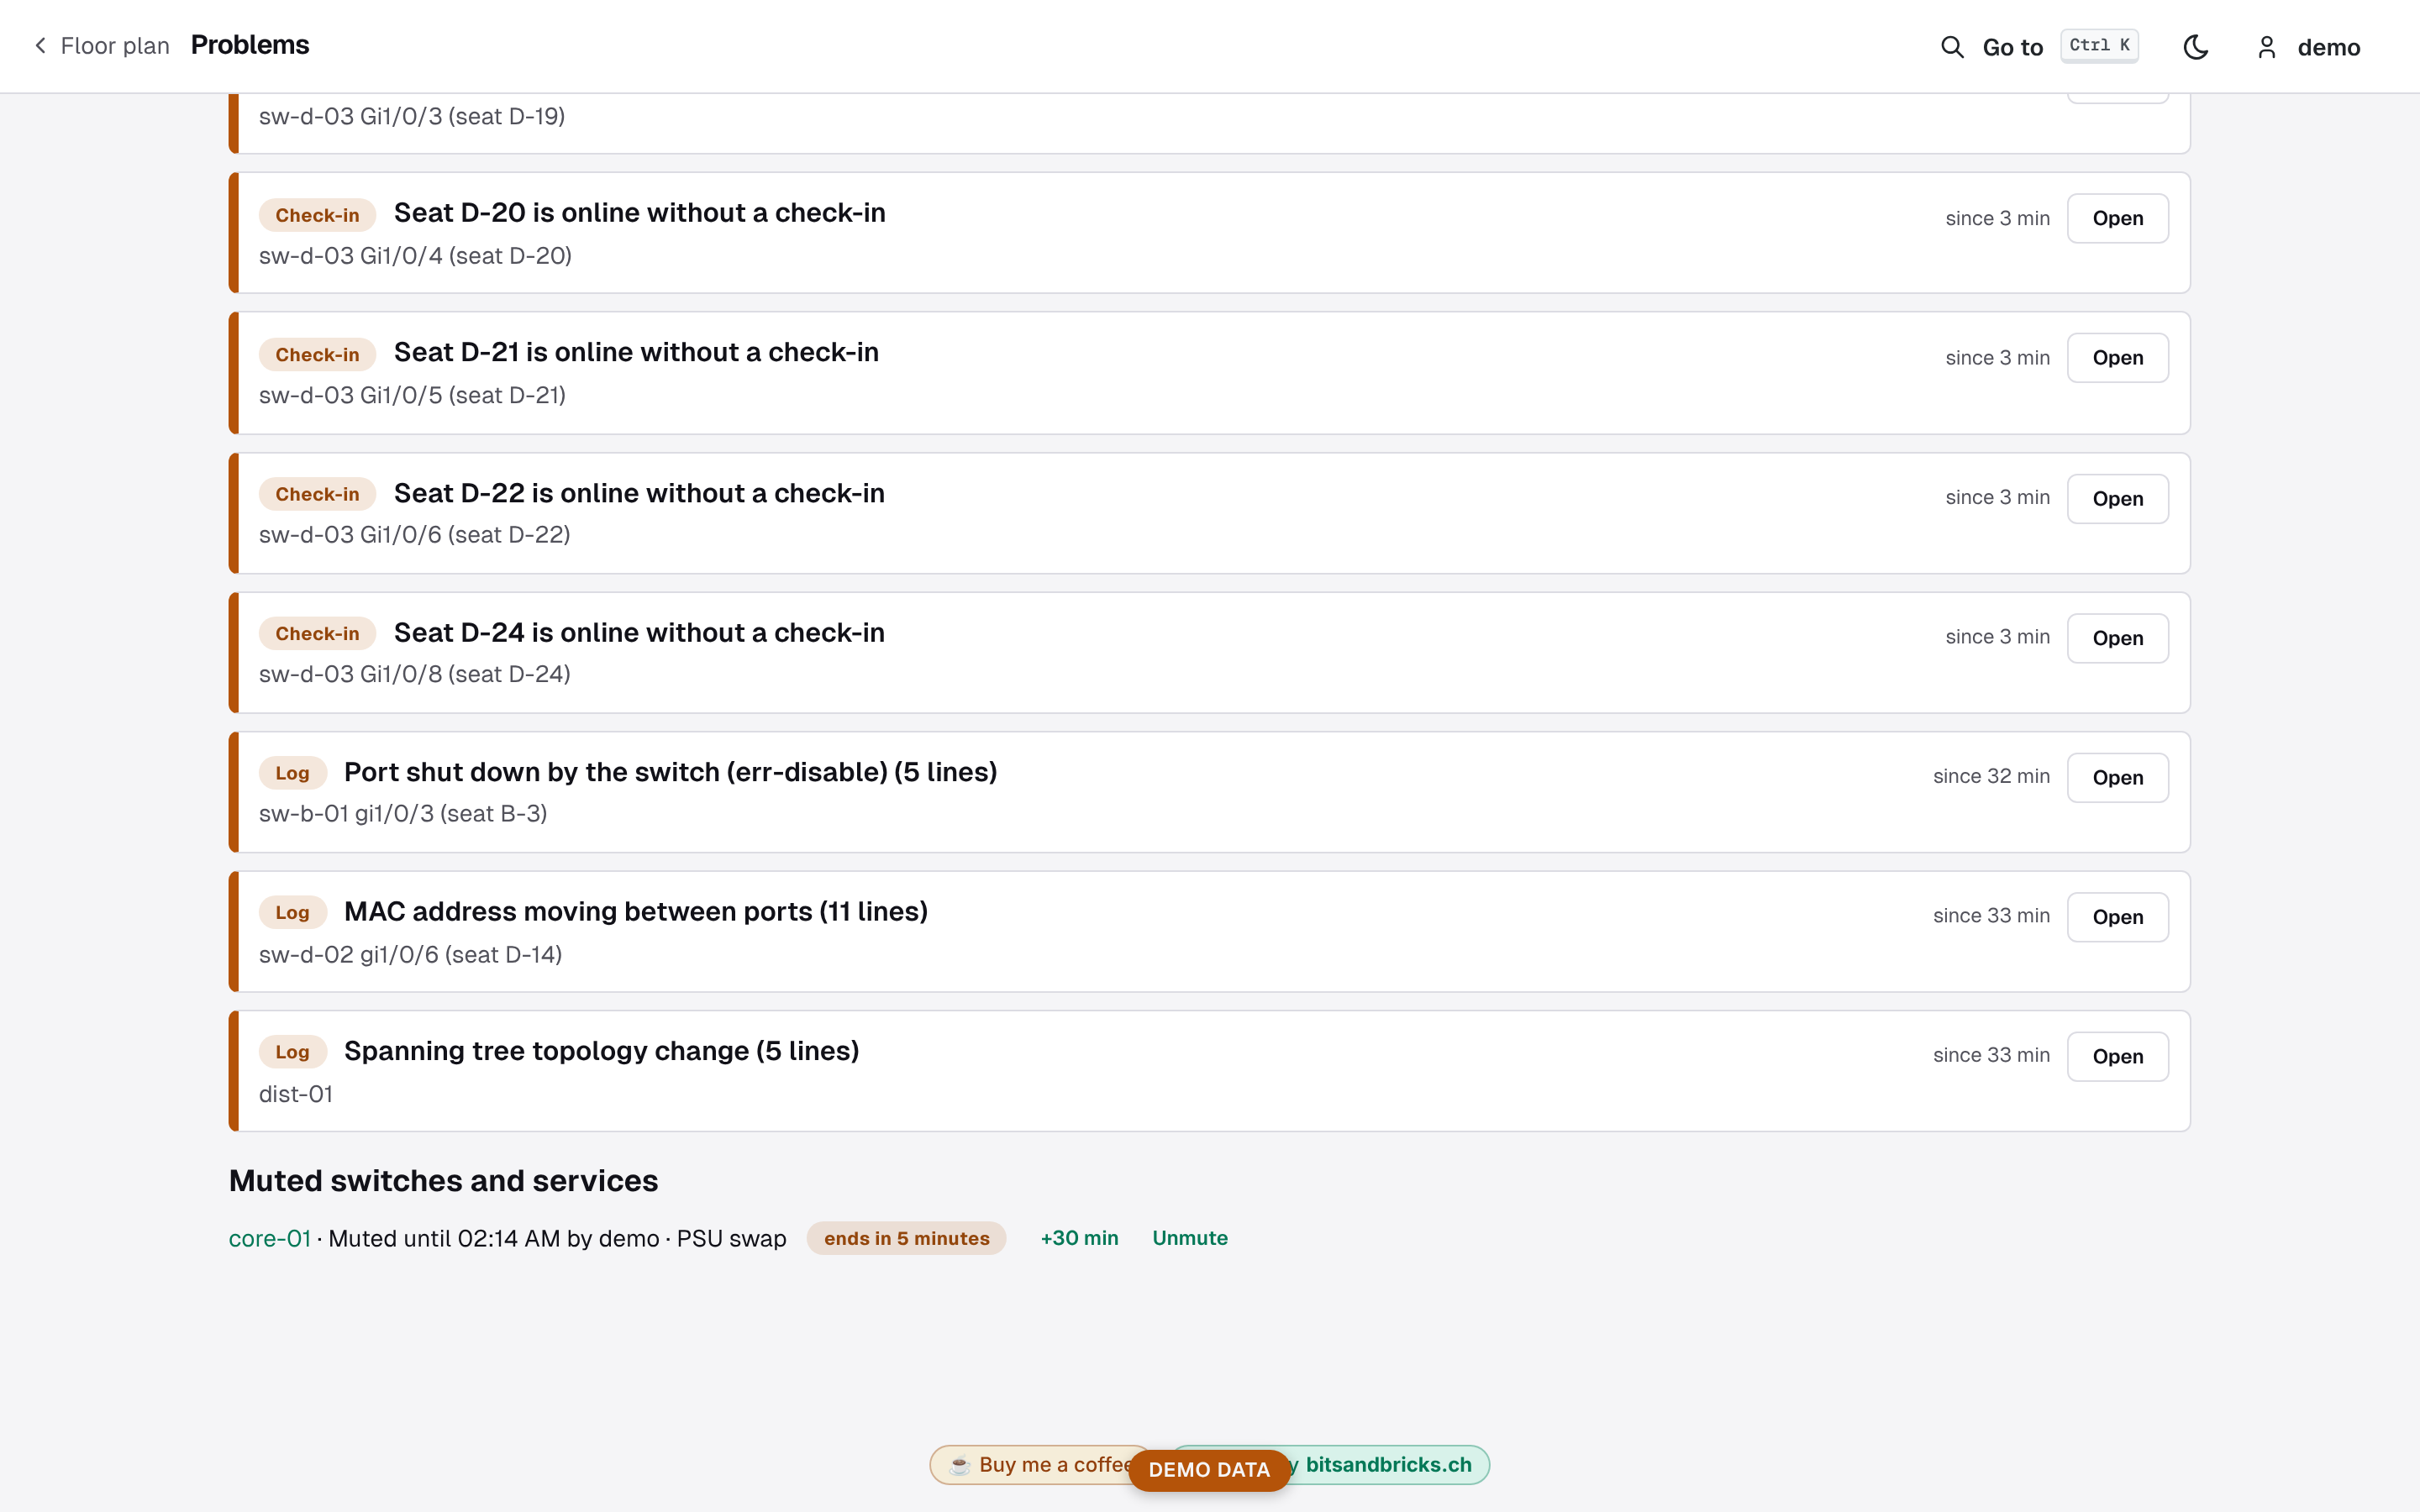 Floor plan Problems Go to Ctrl K demo
sw-d-03 Gi1/0/3 (seat D-19)
Check-in Seat D-20 is online without a check-in since 3 min Open
sw-d-03 Gi1/0/4 (seat D-20)
Check-in Seat D-21 is online without a check-in since 3 min Open
sw-d-03 Gi1/0/5 (seat D-21)
Check-in Seat D-22 is online without a check-in since 3 min Open
sw-d-03 Gi1/0/6 (seat D-22)
Check-in Seat D-24 is online without a check-in since 3 min Open
sw-d-03 Gi1/0/8 (seat D-24)
Log Port shut down by the switch (err-disable) (5 lines) since 32 min Open
sw-b-01 gi1/0/3 (seat B-3)
Log MAC address moving between ports (11 lines) since 33 min Open
sw-d-02 gi1/0/6 (seat D-14)
Log Spanning tree topology change (5 lines) since 33 min Open
dist-01
Muted switches and services
core-01 · Muted until 02:14 AM by demo · PSU swap ends in 5 minutes +30 min Unmute
☕ Buy me a coffee DEMO DATA bitsandbricks.ch